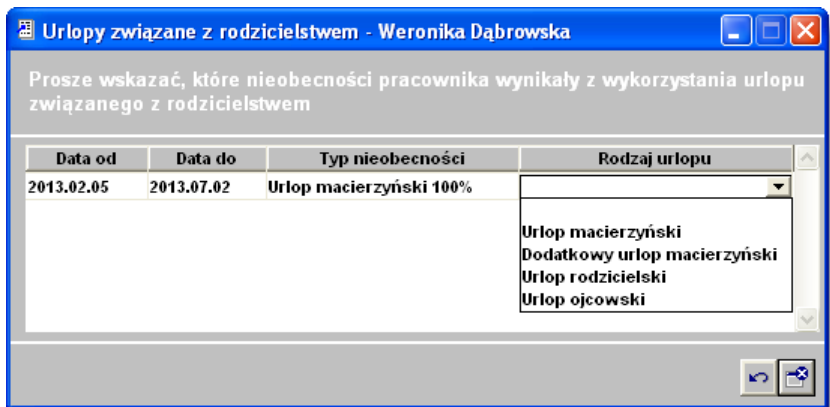 Urlopy związane z rodzicielstwem - Weronika Dąbrowska
Prosze wskazać, które nieobecności pracownika wynikały z wykorzystania urlopu
związanego z rodzicielstwem
Data od Data do Typ nieobecności Rodzaj urlopu
2013.02.05 2013.07.02 Urlop macierzyński 100%
Urlop macierzyński
Dodatkowy urlop macierzyński
Urlop rodzicielski
Urlop ojcowski